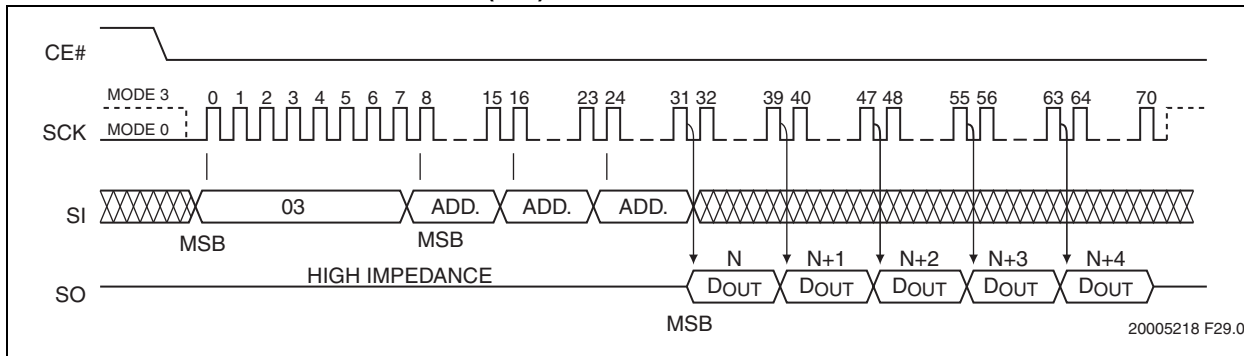 CE#
MODE 3
0 1 2 3 4 5 6 7 8 15 16 23 24 31 32 39 40 47 48 55 56 63 64 70
SCK
MODE 0
SI
03
ADD. ADD. ADD.
MSB MSB
HIGH IMPEDANCE
N N+1 N+2 N+3 N+4
SO
DOUT DOUT DOUT DOUT DOUT
MSB
20005218 F29.0